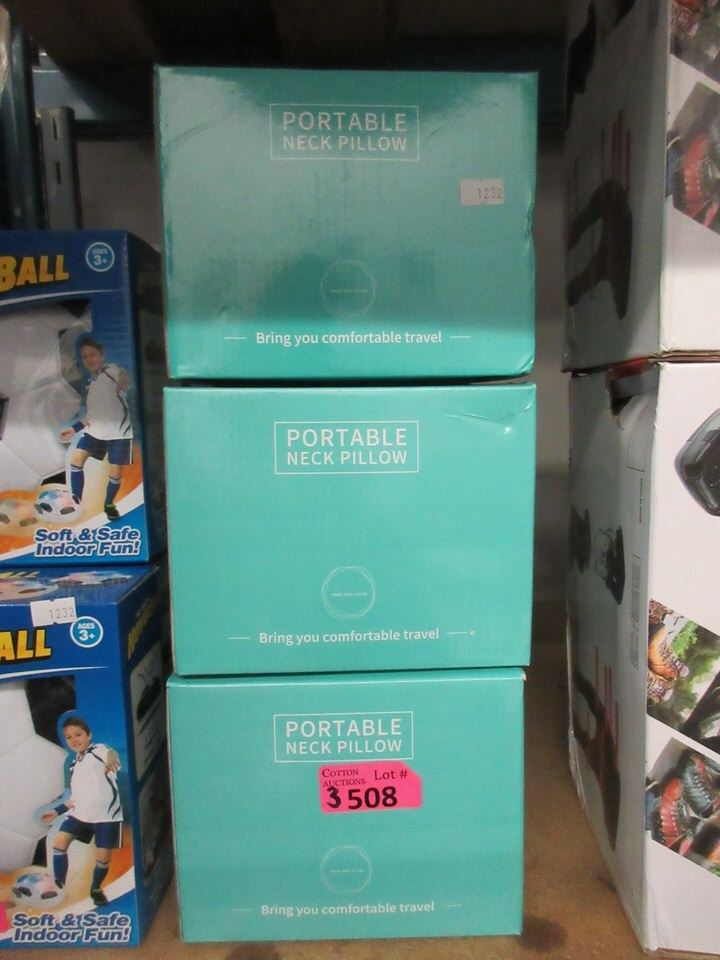 PORTABLE
NECK PILLOW
1232
Bring you comfortable travel
BALL
AGES
3+
Soft & Safe
Indoor Fun!
PORTABLE
NECK PILLOW
Bring you comfortable travel
1232
ALL
AGES
3+
PORTABLE
NECK PILLOW
COTTON
AUCTIONS
Lot #
3508
Bring you comfortable travel
Soft & Safe
Indoor Fun!